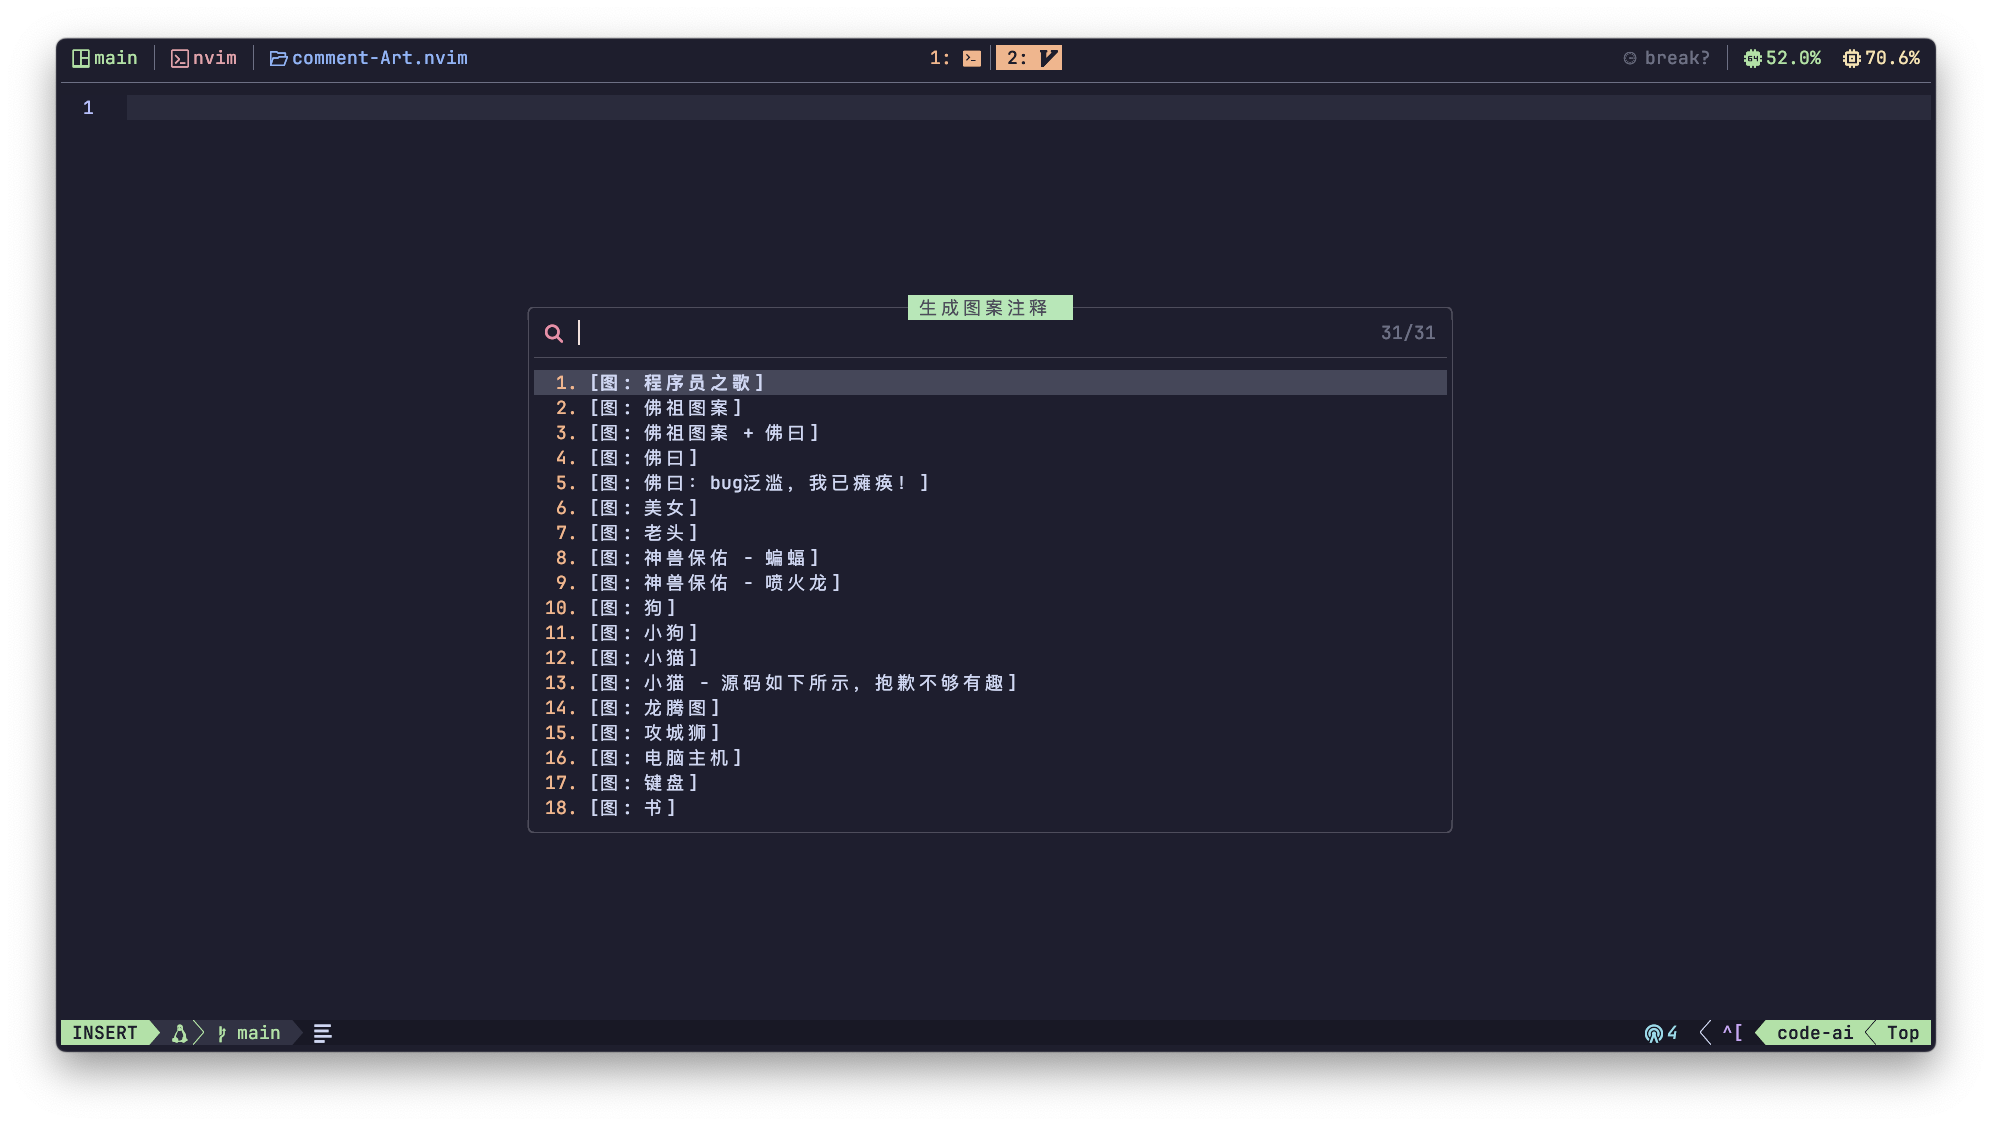 main nvim comment-Art.nvim 1: 2: break? 52.0% 70.6%
1
生成图案注释
31/31
1. [图: 程序员之歌]
2. [图: 佛祖图案]
3. [图: 佛祖图案 + 佛曰]
4. [图: 佛曰]
5. [图: 佛曰: bug泛滥, 我已瘫痪! ]
6. [图: 美女]
7. [图: 老头]
8. [图: 神兽保佑 - 蝙蝠]
9. [图: 神兽保佑 - 喷火龙]
10. [图: 狗]
11. [图: 小狗]
12. [图: 小猫]
13. [图: 小猫 - 源码如下所示, 抱歉不够有趣]
14. [图: 龙腾图]
15. [图: 攻城狮]
16. [图: 电脑主机]
17. [图: 键盘]
18. [图: 书]
INSERT main 4 ^[ code-ai Top